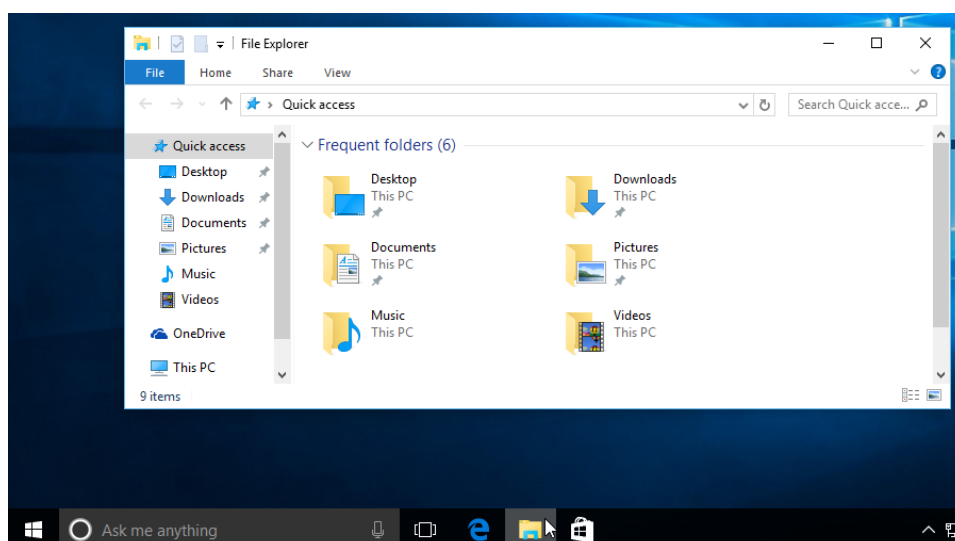 File Explorer
File Home Share View
Quick access Search Quick acce...
Quick access
Desktop
Downloads
Documents
Pictures
Music
Videos
OneDrive
This PC
Frequent folders (6)
Desktop
This PC
Downloads
This PC
Documents
This PC
Pictures
This PC
Music
This PC
Videos
This PC
9 items
Ask me anything